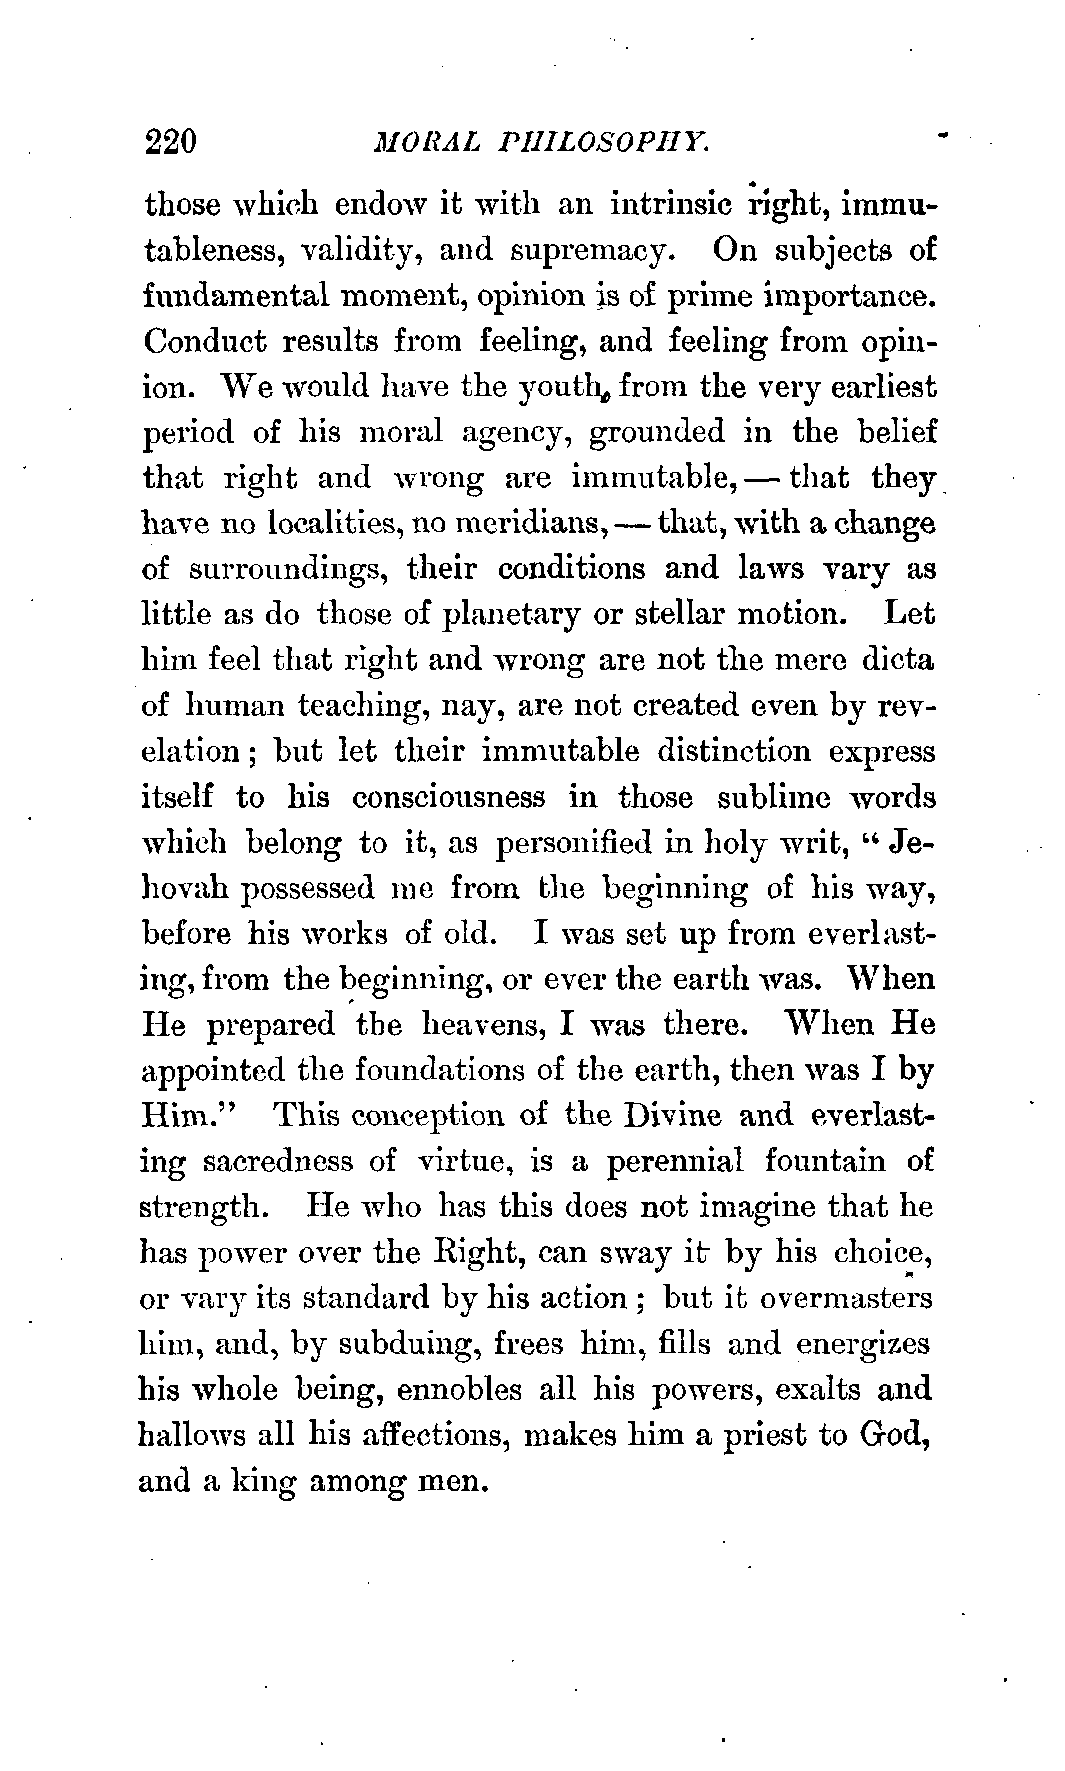 220 MORAL PHILOSOPHY.
those which endow it with an intrinsic right, immu-
tableness, validity, and supremacy. On subjects of
fundamental moment, opinion is of prime importance.
Conduct results from feeling, and feeling from opin-
ion. We would have the youth, from the very earliest
period of his moral agency, grounded in the belief
that right and wrong are immutable, — that they
have no localities, no meridians, — that, with a change
of surroundings, their conditions and laws vary as
little as do those of planetary or stellar motion. Let
him feel that right and wrong are not the mere dicta
of human teaching, nay, are not created even by rev-
elation ; but let their immutable distinction express
itself to his consciousness in those sublime words
which belong to it, as personified in holy writ, “ Je-
hovah possessed me from the beginning of his way,
before his works of old. I was set up from everlast-
ing, from the beginning, or ever the earth was. When
He prepared the heavens, I was there. When He
appointed the foundations of the earth, then was I by
Him.” This conception of the Divine and everlast-
ing sacredness of virtue, is a perennial fountain of
strength. He who has this does not imagine that he
has power over the Right, can sway it by his choice,
or vary its standard by his action ; but it overmasters
him, and, by subduing, frees him, fills and energizes
his whole being, ennobles all his powers, exalts and
hallows all his affections, makes him a priest to God,
and a king among men.